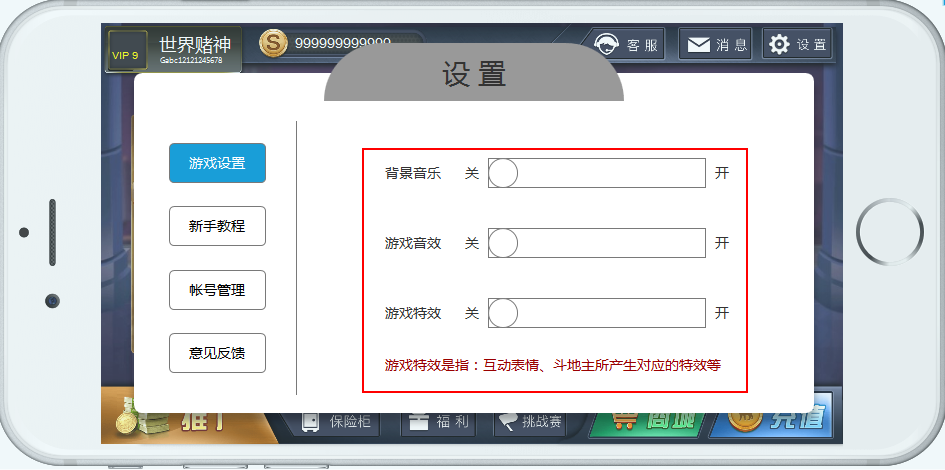 VIP 9
世界赌神
Gabc12121245678
S
999999999999
客 服
消 息
设 置
设 置
游戏设置
新手教程
帐号管理
意见反馈
背景音乐 关 开
游戏音效 关 开
游戏特效 关 开
游戏特效是指：互动表情、斗地主所产生对应的特效等
推广
保险柜
福 利
挑战赛
商城
充值